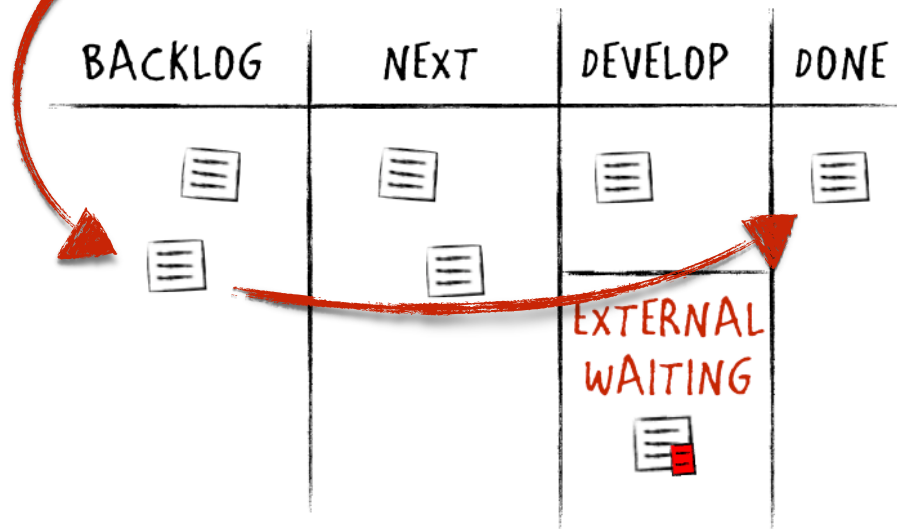 BACKLOG
NEXT
DEVELOP
DONE
EXTERNAL
WAITING